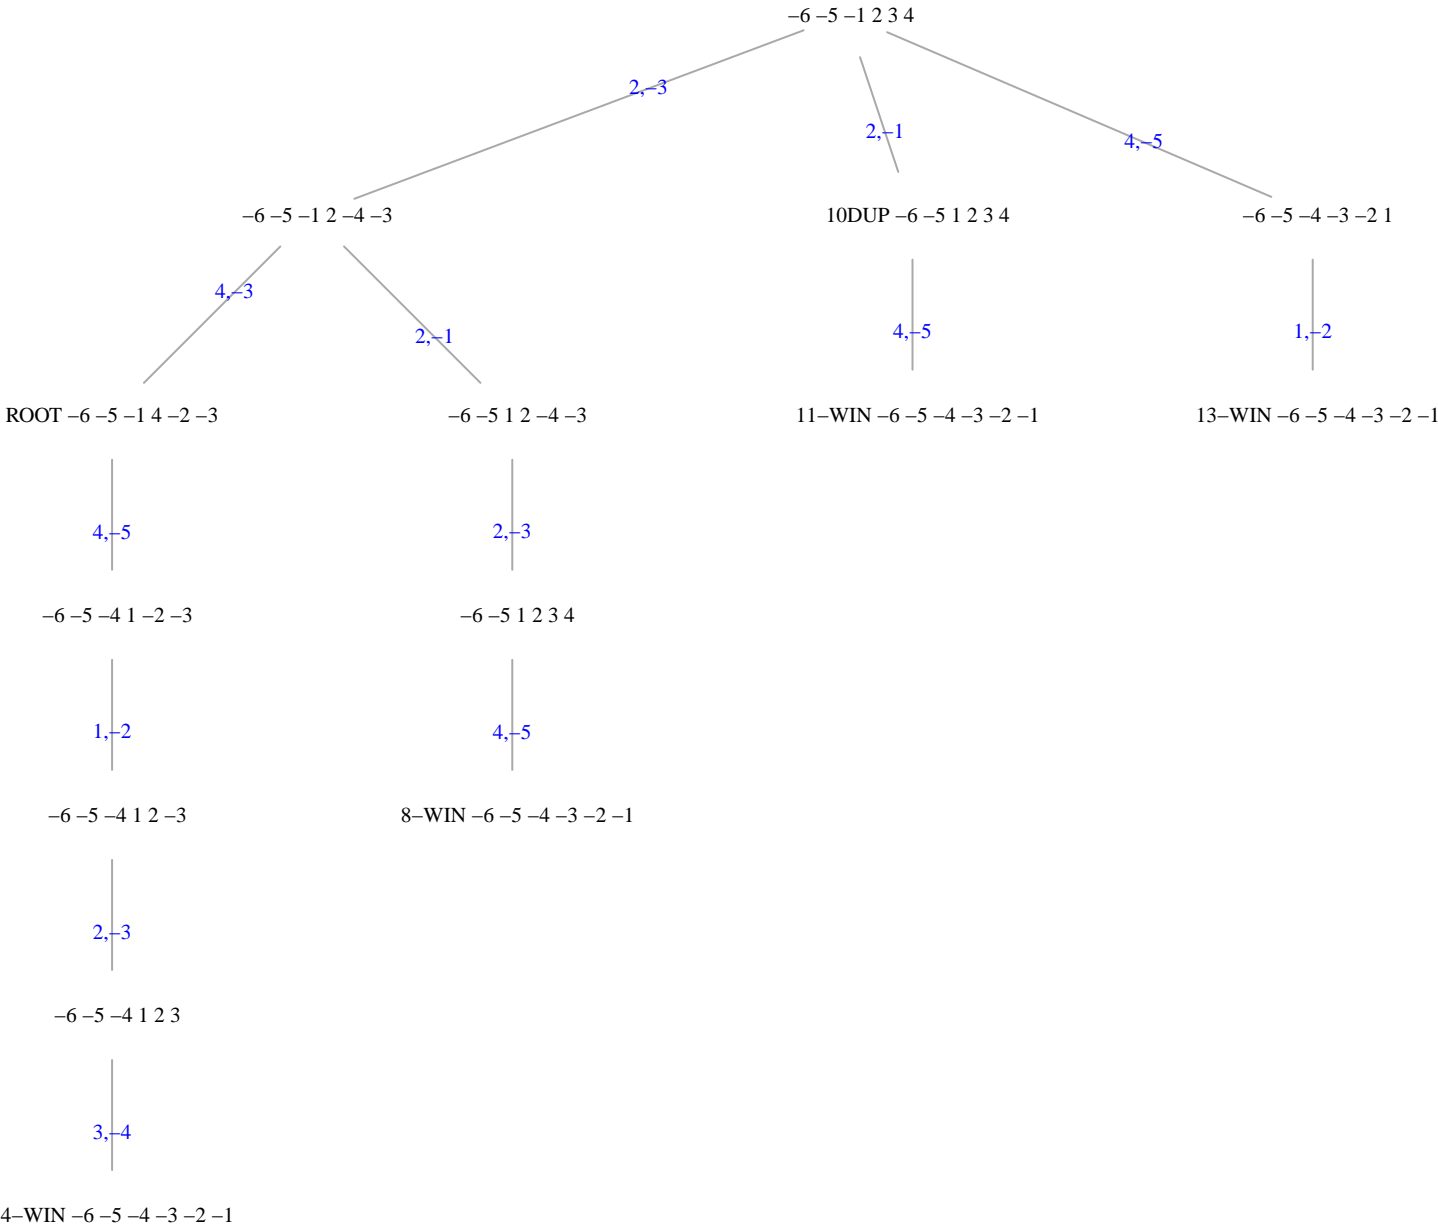 –6 –5 –1 2 3 4
2,–3
2,–1
4,–5
–6 –5 –1 2 –4 –3
10DUP –6 –5 1 2 3 4
–6 –5 –4 –3 –2 1
4,–3
2,–1
4,–5
1,–2
ROOT –6 –5 –1 4 –2 –3
–6 –5 1 2 –4 –3
11–WIN –6 –5 –4 –3 –2 –1
13–WIN –6 –5 –4 –3 –2 –1
4,–5
2,–3
–6 –5 –4 1 –2 –3
–6 –5 1 2 3 4
1,–2
4,–5
–6 –5 –4 1 2 –3
8–WIN –6 –5 –4 –3 –2 –1
2,–3
–6 –5 –4 1 2 3
3,–4
4–WIN –6 –5 –4 –3 –2 –1